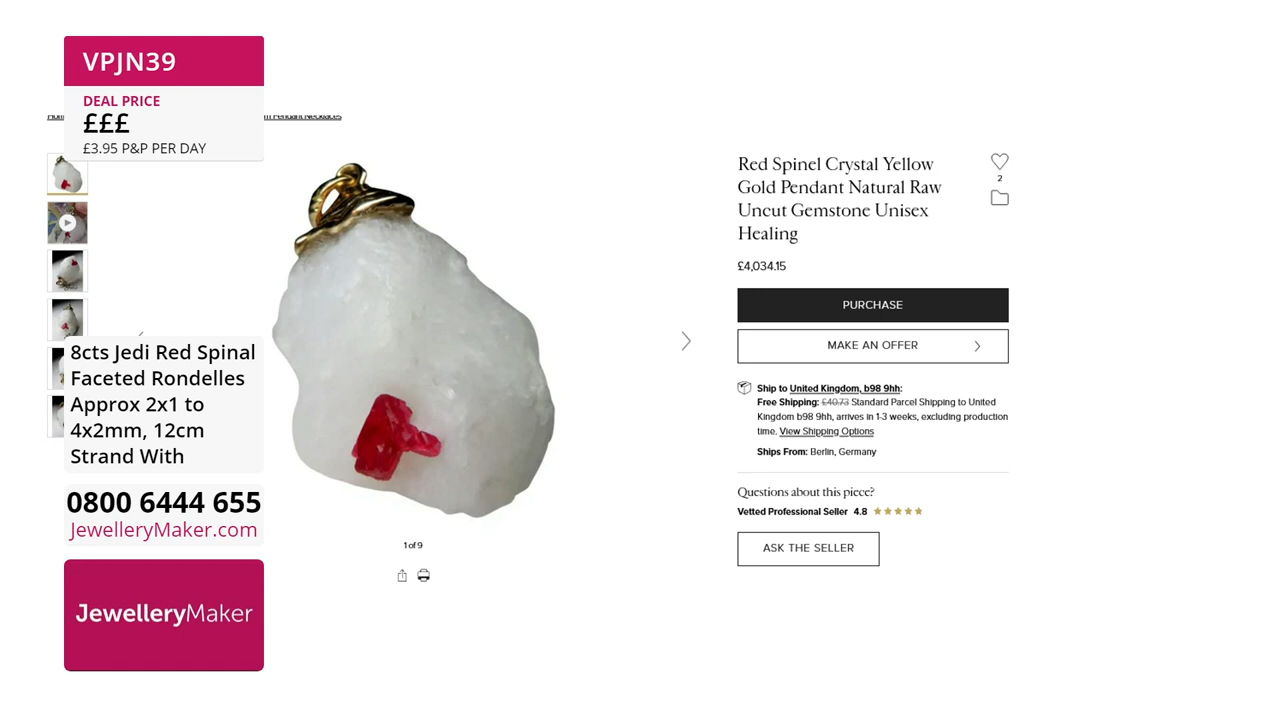 VPJN39
DEAL PRICE
£££
£3.95 P&P PER DAY
Pendant Necklaces
8cts Jedi Red Spinal
Faceted Rondelles
Approx 2x1 to
4x2mm, 12cm
Strand With
0800 6444 655
JewelleryMaker.com
JewelleryMaker
1 of 9
Red Spinel Crystal Yellow
Gold Pendant Natural Raw
Uncut Gemstone Unisex
Healing
2
£4,034.15
PURCHASE
MAKE AN OFFER
Ship to United Kingdom, b98 9hh:
Free Shipping: £40.73 Standard Parcel Shipping to United
Kingdom b98 9hh, arrives in 1-3 weeks, excluding production
time. View Shipping Options
Ships From: Berlin, Germany
Questions about this piece?
Vetted Professional Seller 4.8
ASK THE SELLER